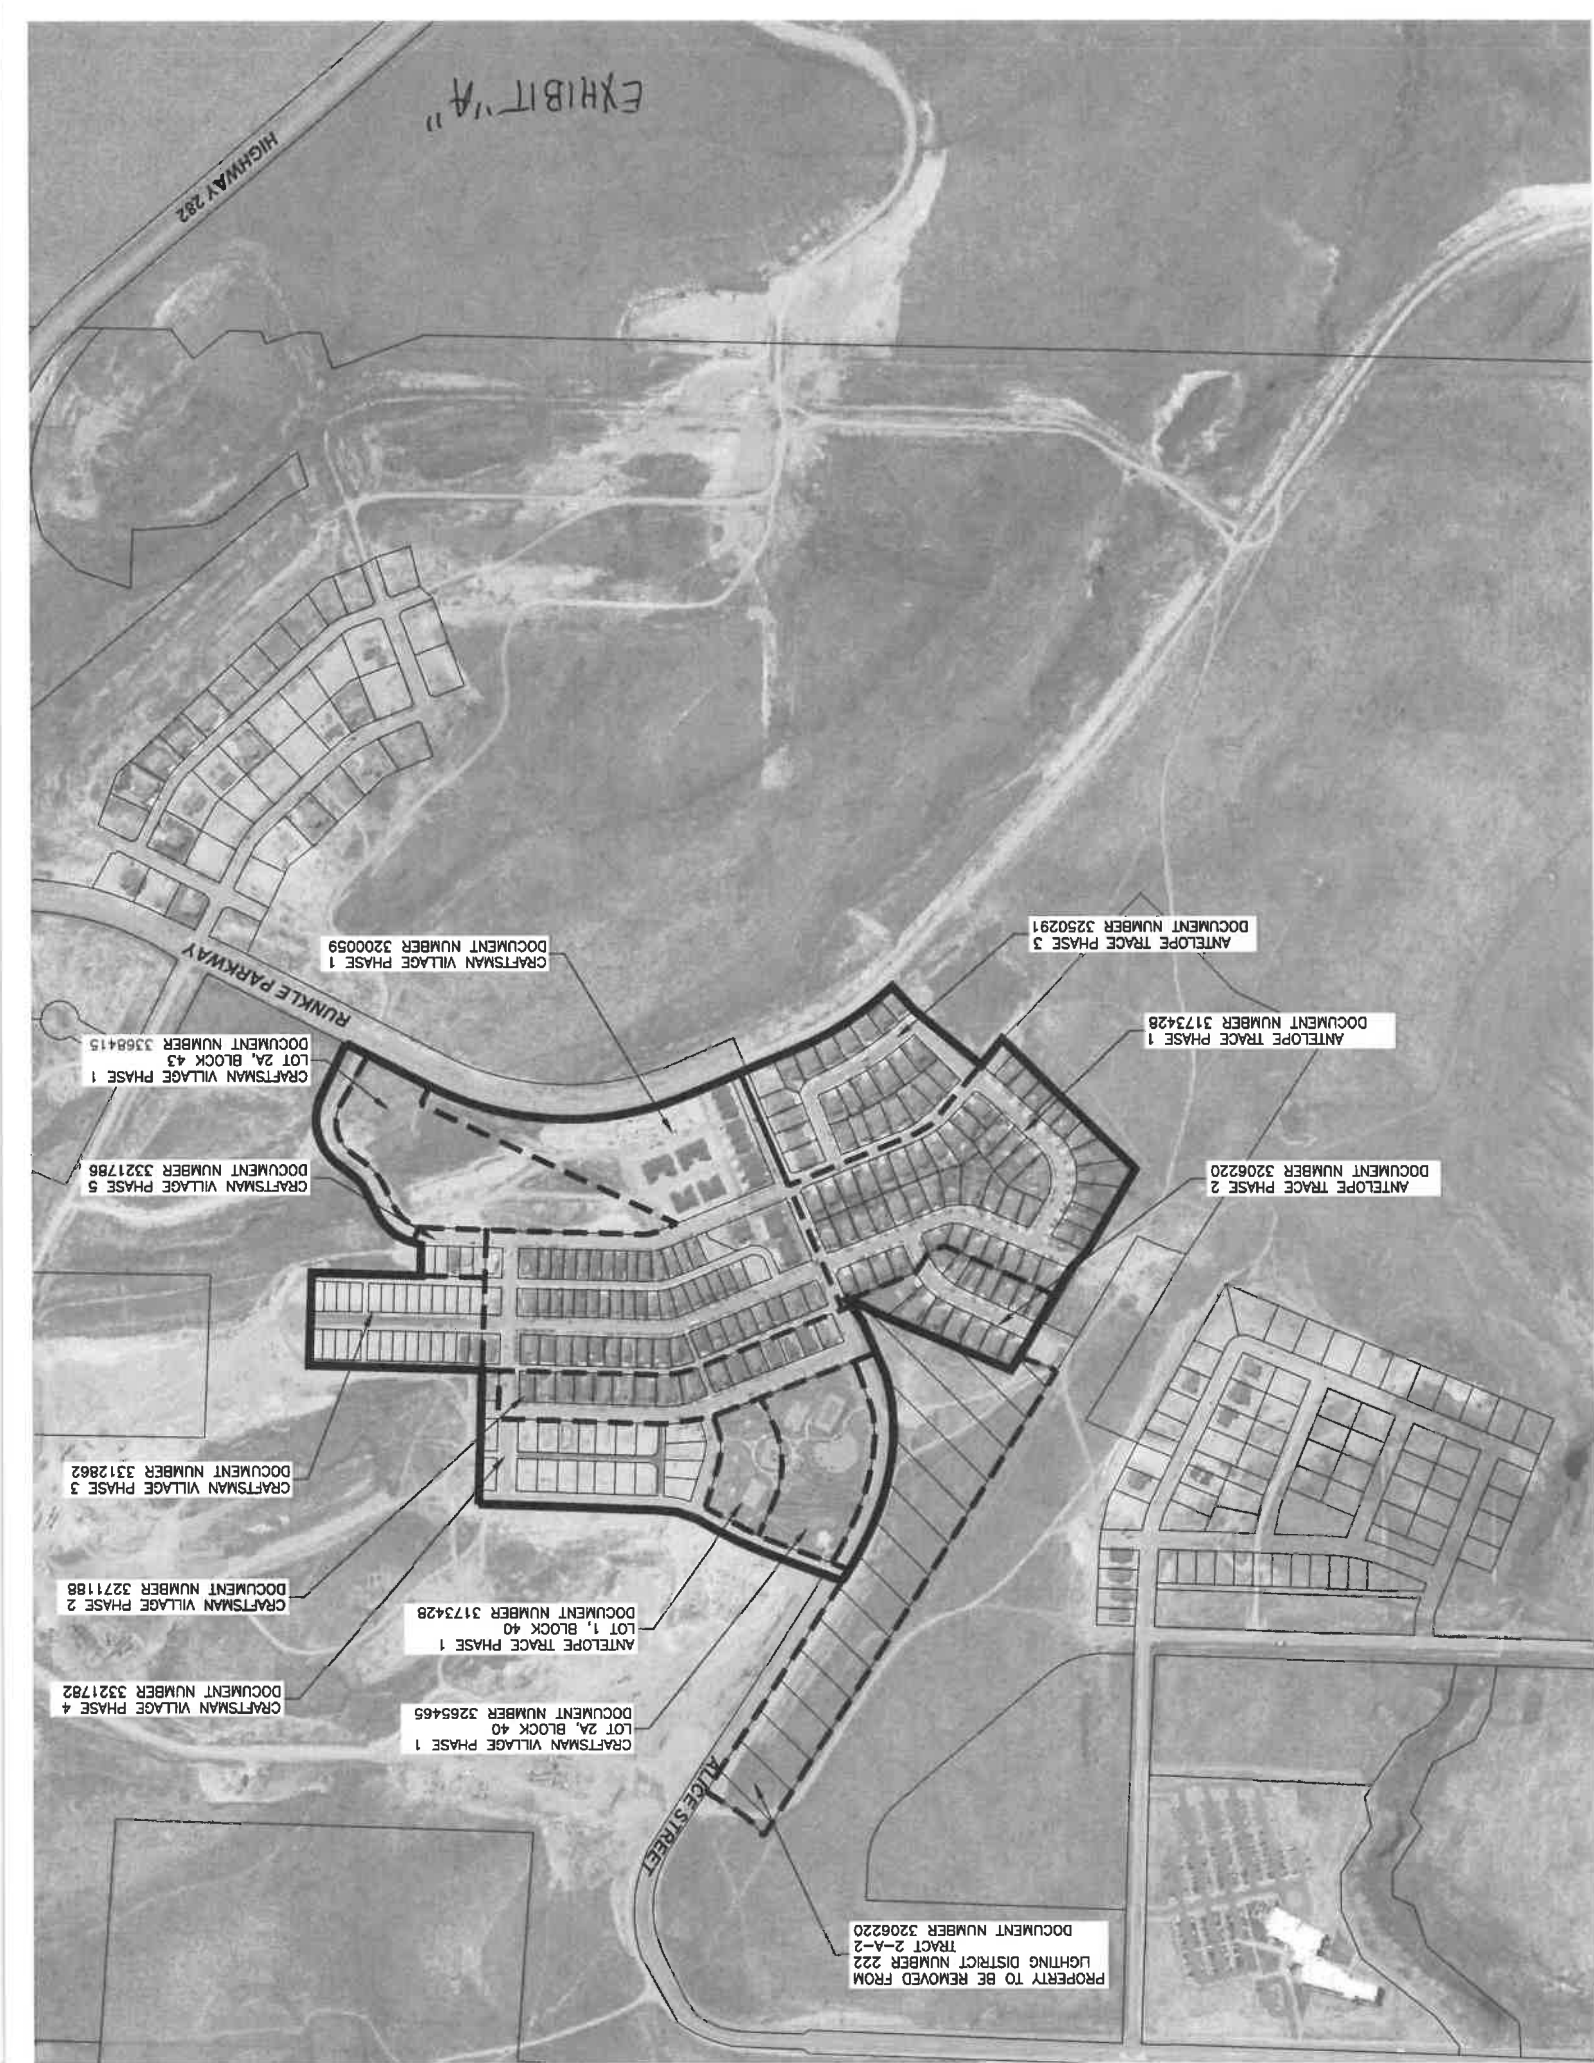 PROPERTY TO BE REMOVED FROM
LIGHTING DISTRICT NUMBER 222
TRACT 2-A-2
DOCUMENT NUMBER 3206220
ALICE STREET
CRAFTSMAN VILLAGE PHASE 1
LOT 2A, BLOCK 40
DOCUMENT NUMBER 3265465
CRAFTSMAN VILLAGE PHASE 4
DOCUMENT NUMBER 3321782
ANTELOPE TRACE PHASE 1
LOT 1, BLOCK 40
DOCUMENT NUMBER 3173428
CRAFTSMAN VILLAGE PHASE 2
DOCUMENT NUMBER 3271188
CRAFTSMAN VILLAGE PHASE 3
DOCUMENT NUMBER 3312862
ANTELOPE TRACE PHASE 2
DOCUMENT NUMBER 3206220
CRAFTSMAN VILLAGE PHASE 5
DOCUMENT NUMBER 3321786
CRAFTSMAN VILLAGE PHASE 1
LOT 2A, BLOCK 43
DOCUMENT NUMBER 3368415
ANTELOPE TRACE PHASE 1
DOCUMENT NUMBER 3173428
RUNKLE PARKWAY
CRAFTSMAN VILLAGE PHASE 1
DOCUMENT NUMBER 3200059
ANTELOPE TRACE PHASE 3
DOCUMENT NUMBER 3250291
HIGHWAY 282
EXHIBIT "A"